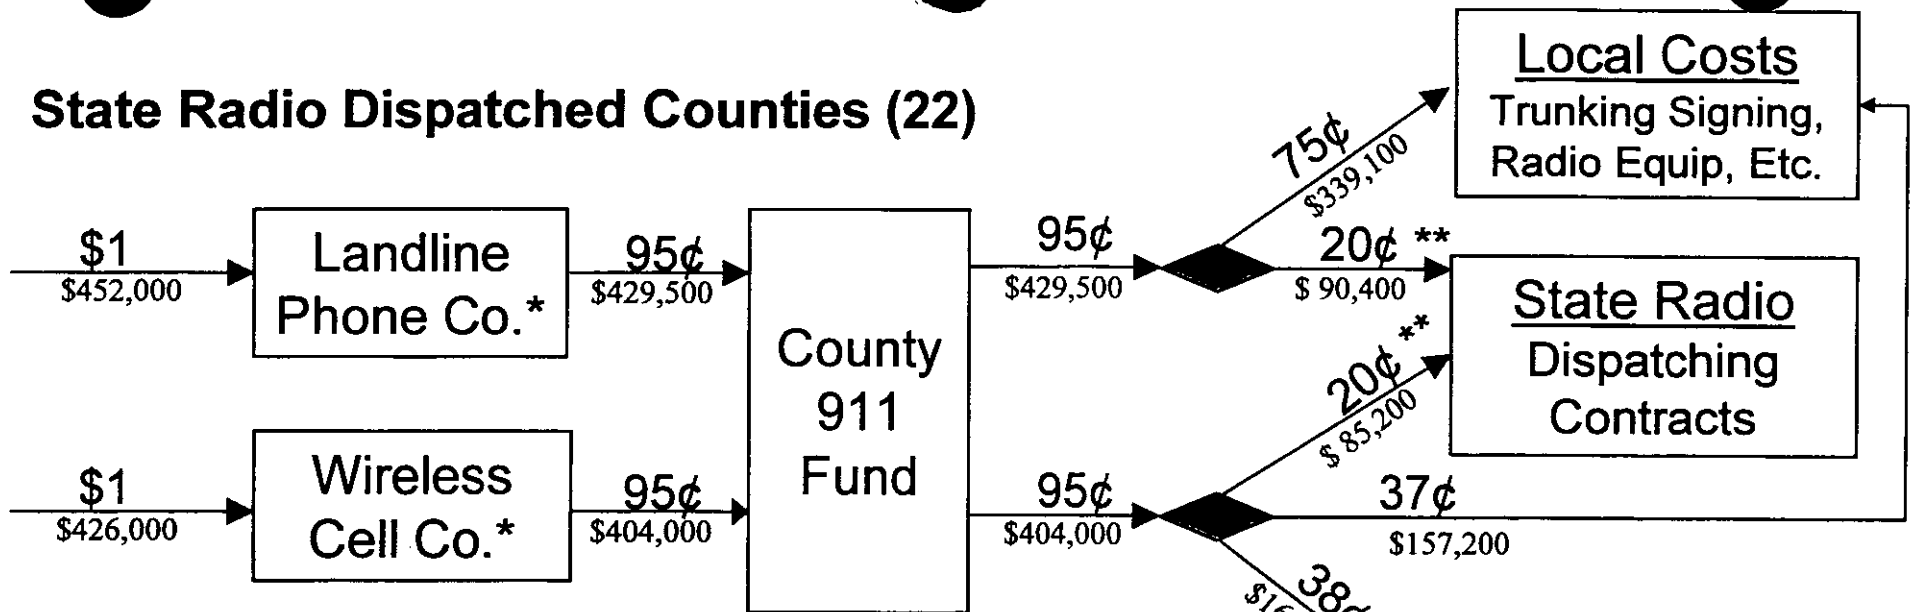 State Radio Dispatched Counties (22)
Local Costs
Trunking Signing,
Radio Equip, Etc.
75¢
$339,100
$1
$452,000
Landline
Phone Co.*
95¢
$429,500
County
911
Fund
95¢
$429,500
20¢ **
$ 90,400
State Radio
Dispatching
Contracts
20¢ **
$ 85,200
$1
$426,000
Wireless
Cell Co.*
95¢
$404,000
95¢
$404,000
37¢
$157,200